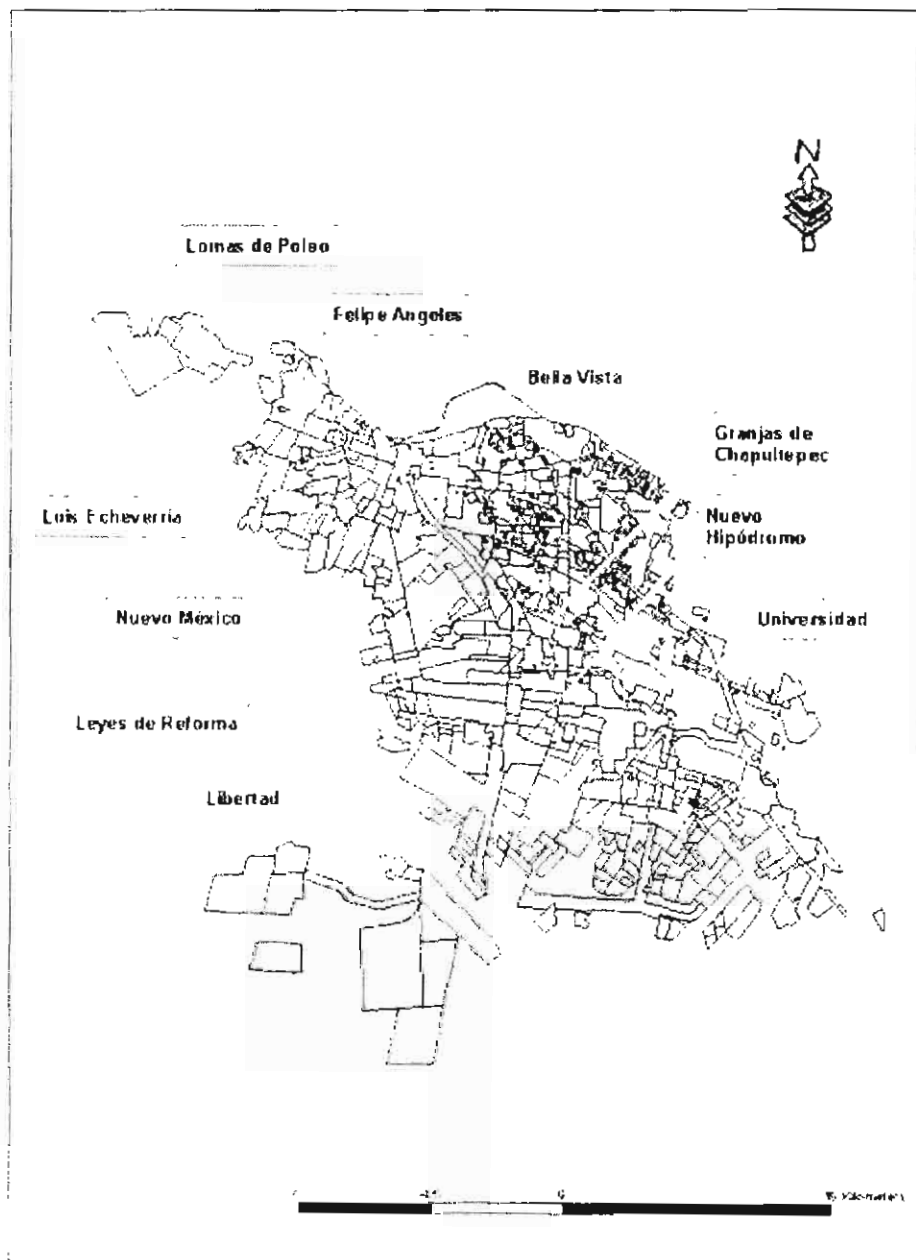 N
Lomas de Poleo
Felipe Angeles
Bella Vista
Granjas de
Chapultepec
Luis Echeverría
Nuevo
Hipódromo
Nuevo México
Universidad
Leyes de Reforma
Libertad